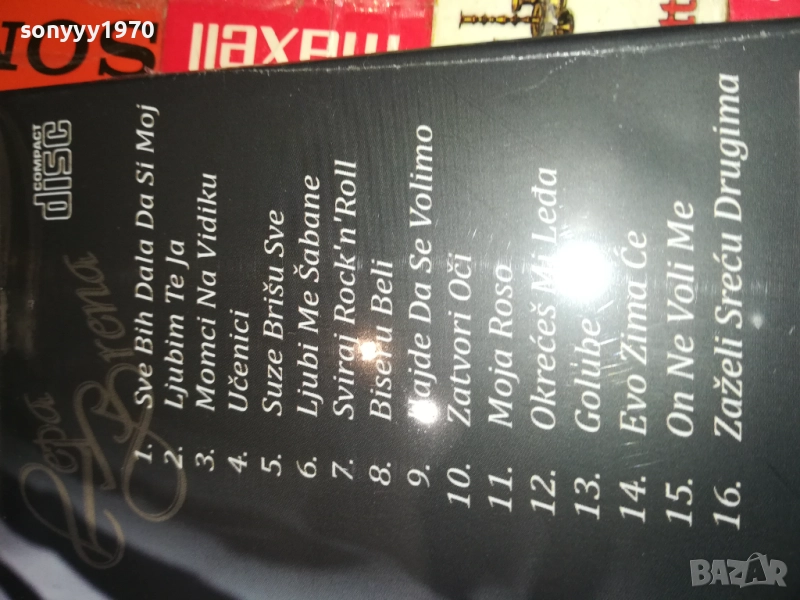 sonyyy1970
maxell
COMPACT
disc
Lepa
Brena
1. Sve Bih Dala Da Si Moj
2. Ljubim Te Ja
3. Momci Na Vidiku
4. Učenici
5. Suze Brišu Sve
6. Ljubi Me Šabane
7. Sviraj Rock'n'Roll
8. Biseru Beli
9. Hajde Da Se Volimo
10. Zatvori Oči
11. Moja Roso
12. Okrećeš Mi Leđa
13. Golube
14. Evo Zima Će
15. On Ne Voli Me
16. Zaželi Sreću Drugima
BAZAR